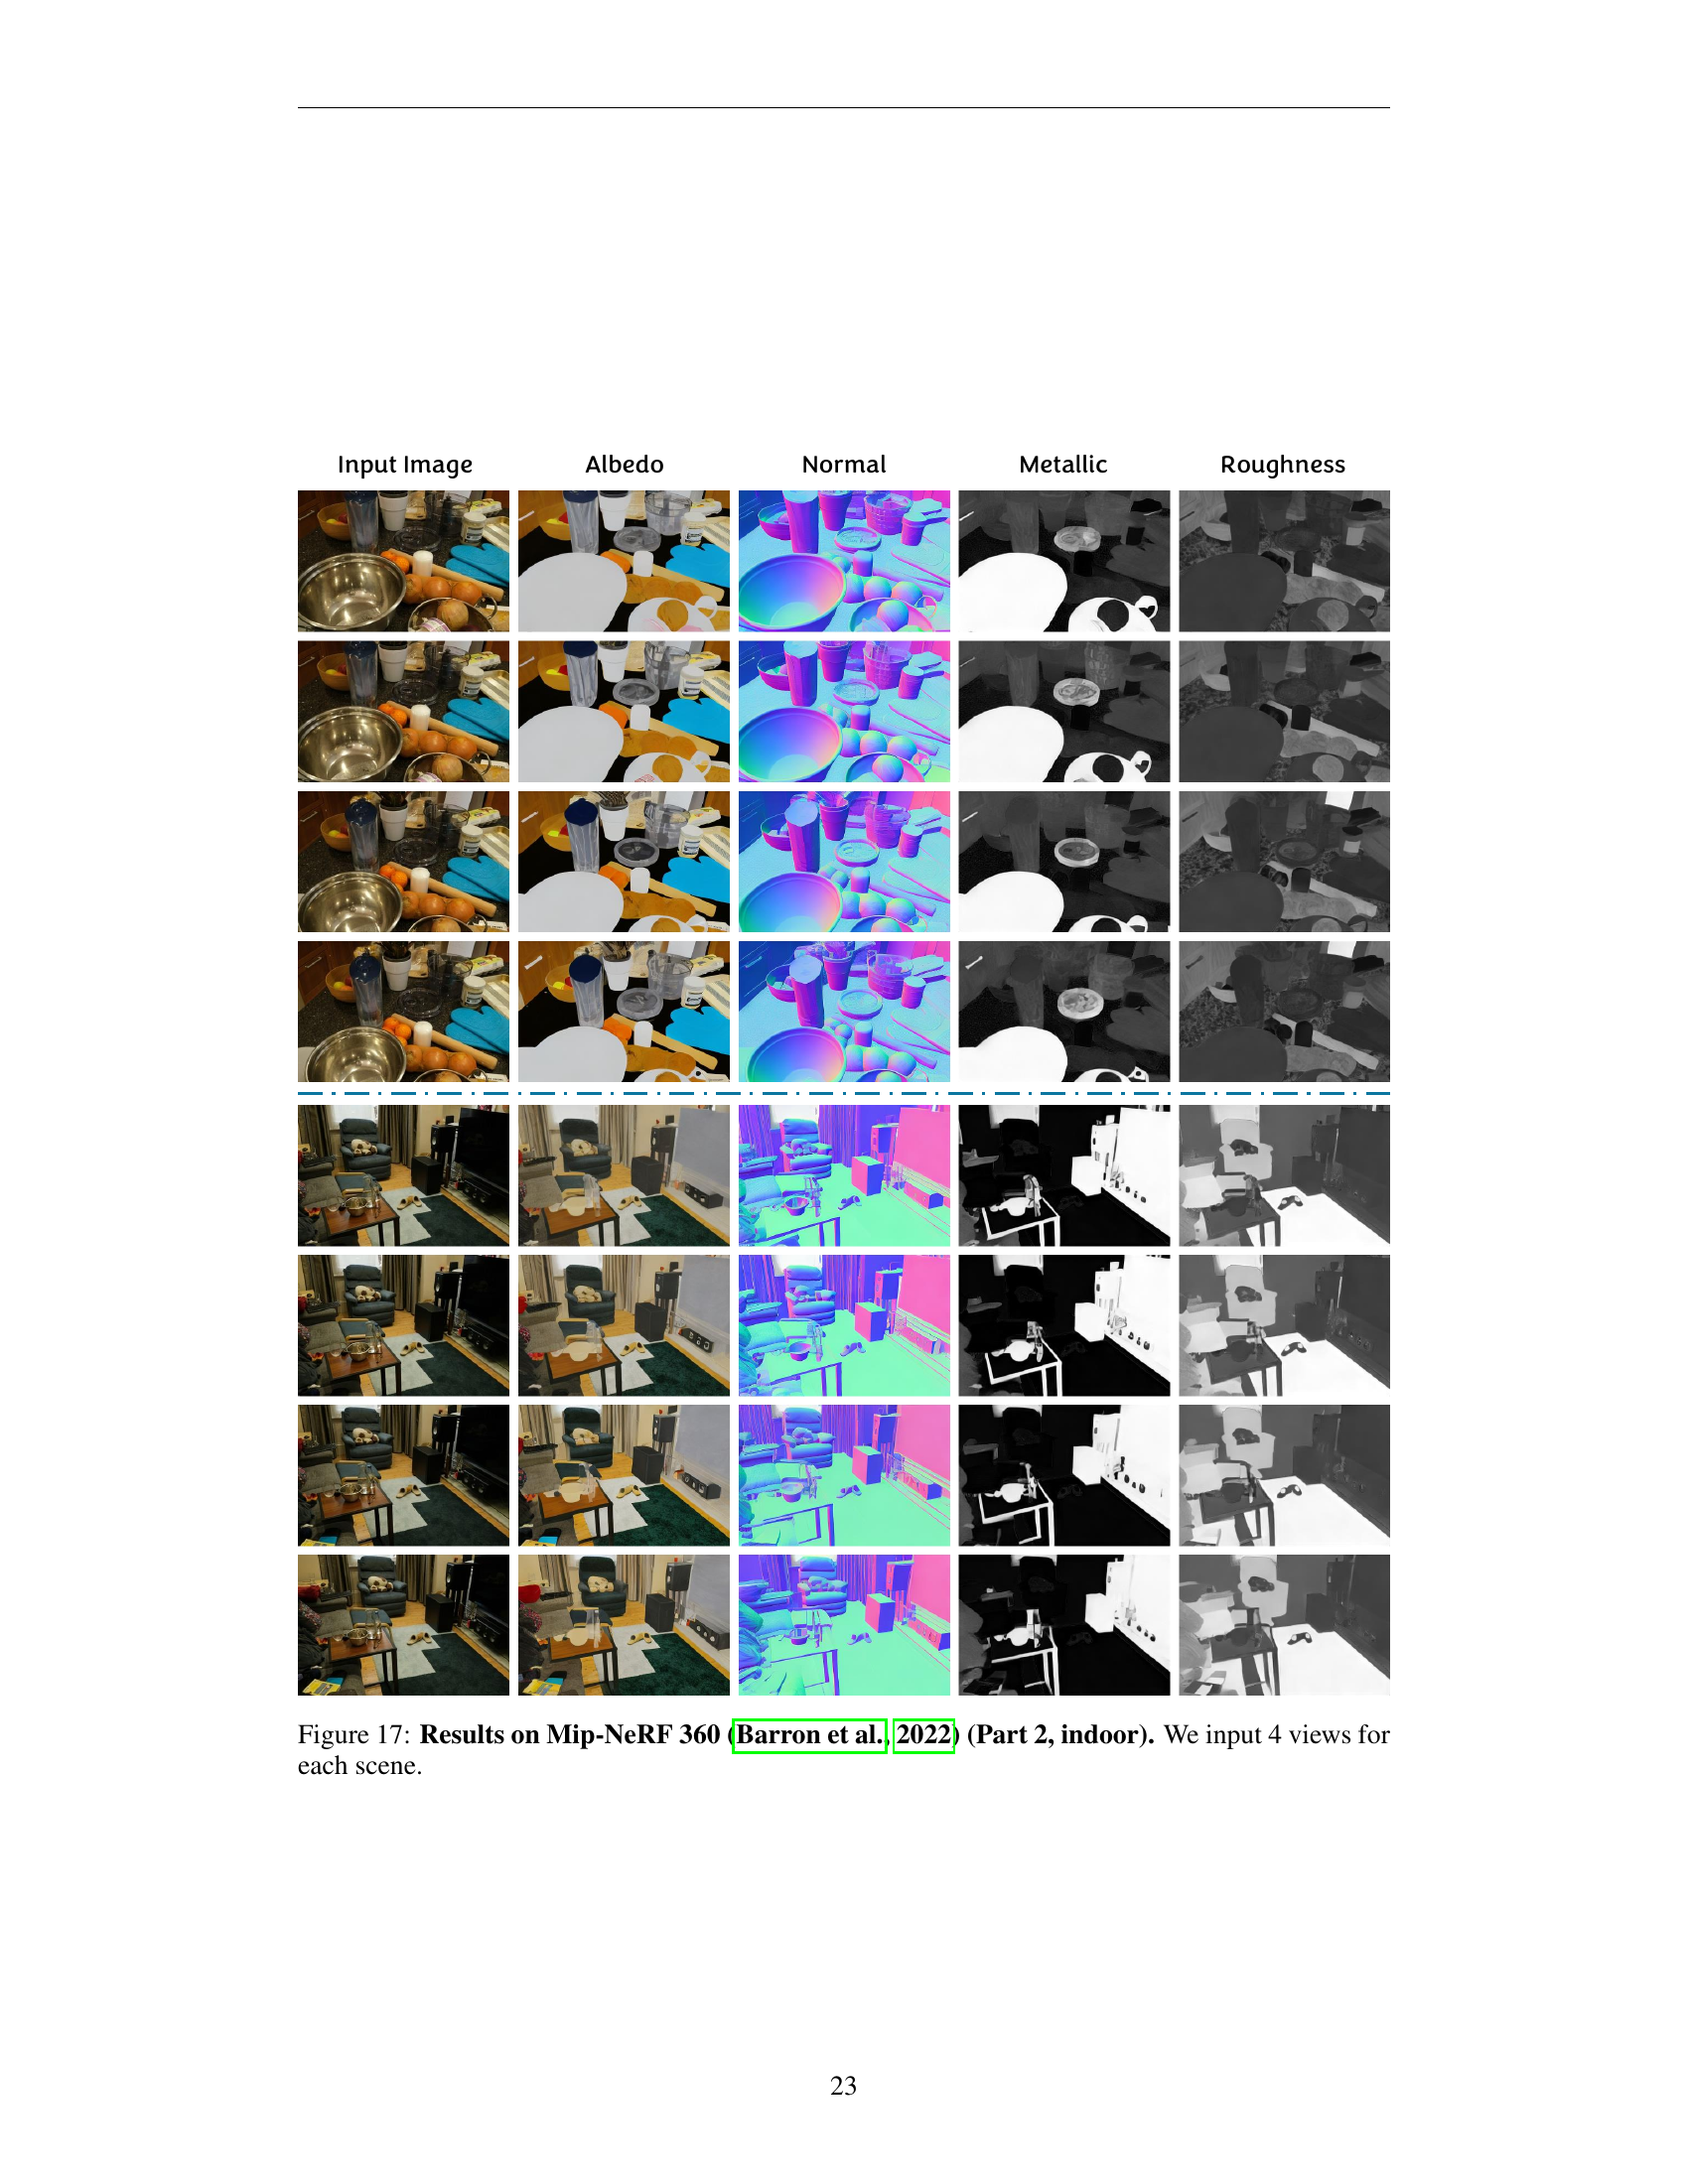 Input Image Albedo Normal Metallic Roughness
Figure 17: Results on Mip-NeRF 360 (Barron et al., 2022) (Part 2, indoor). We input 4 views for
each scene.
23